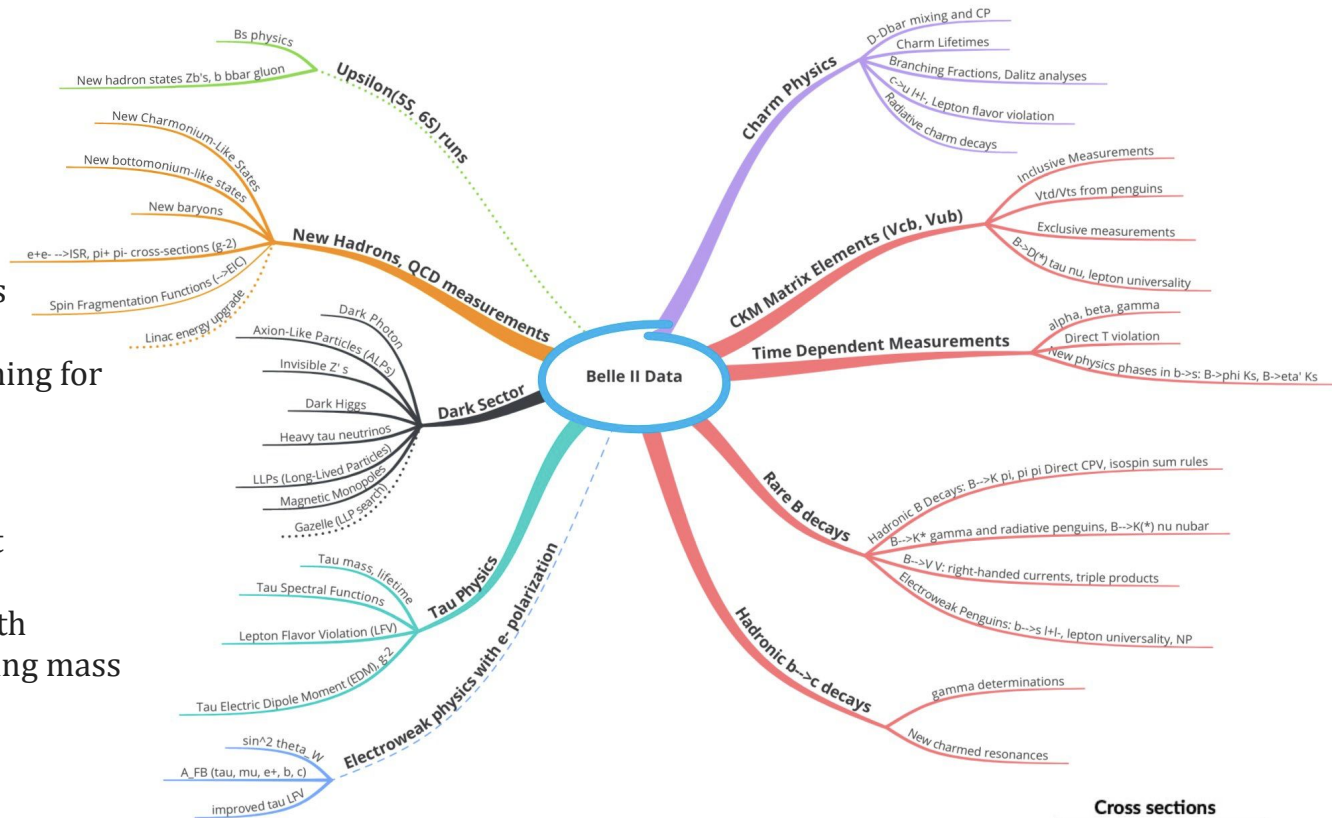 Bs physics
New hadron states Zb's, b bbar gluon
Upsilon(5S, 6S) runs
New Charmonium-Like States
New bottomonium-like states
New baryons
e+e- -->ISR, pi+ pi- cross-sections (g-2)
Spin Fragmentation Functions (-->EIC)
Linac energy upgrade
New Hadrons, QCD measurements
s
ning for
t
th
ng mass
Dark Photon
Axion-Like Particles (ALPs)
Invisible Z' s
Dark Higgs
Heavy tau neutrinos
LLPs (Long-Lived Particles)
Magnetic Monopoles
Gazelle (LLP search)
Dark Sector
Tau mass, lifetime
Tau Spectral Functions
Lepton Flavor Violation (LFV)
Tau Electric Dipole Moment (EDM), g-2
Tau Physics
sin^2 theta_W
A_FB (tau, mu, e+, b, c)
improved tau LFV
Electroweak physics with e- polarization
Belle II Data
Charm Physics
D-Dbar mixing and CP
Charm Lifetimes
Branching Fractions, Dalitz analyses
c->u l+l-, Lepton flavor violation
Radiative charm decays
CKM Matrix Elements (Vcb, Vub)
Inclusive Measurements
Vtd/Vts from penguins
Exclusive measurements
B->D(*) tau nu, lepton universality
Time Dependent Measurements
alpha, beta, gamma
Direct T violation
New physics phases in b->s: B->phi Ks, B->eta' Ks
Rare B decays
Hadronic B Decays: B-->K pi, pi pi Direct CPV, isospin sum rules
B-->K* gamma and radiative penguins, B-->K(*) nu nubar
B-->V V: right-handed currents, triple products
Electroweak Penguins: b-->s l+l-, lepton universality, NP
Hadronic b-->c decays
gamma determinations
New charmed resonances
Cross sections